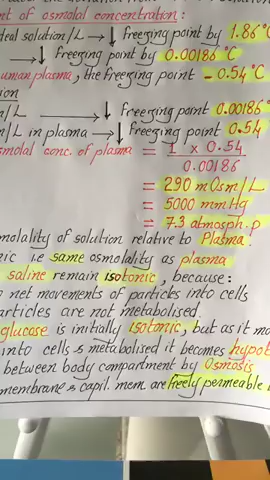 nt of osmolal concentration:
deal solution/L → ↓ freezing point by 1.86 °C
→ ↓ freezing point by 0.00186 °C
uman plasma, the freezing point - 0.54 °C
ion
m/L → ↓ freezing point 0.00186 °
m/L in plasma → ↓ freezing point 0.54
smolal conc. of plasma = 1 x 0.54
0.00186
= 290 mOsm/L
= 5000 mmHg
= 7.3 atmosph.p
molality of solution relative to Plasma.
nic i.e same osmolality as plasma
saline remain isotonic, because:
o net movements of particles into cells
articles are not metabolised.
glucose is initially isotonic, but as it mo
into cells & metabolised it becomes hypot
between body compartment by Osmosis
membrane & capil. mem are freely permeable